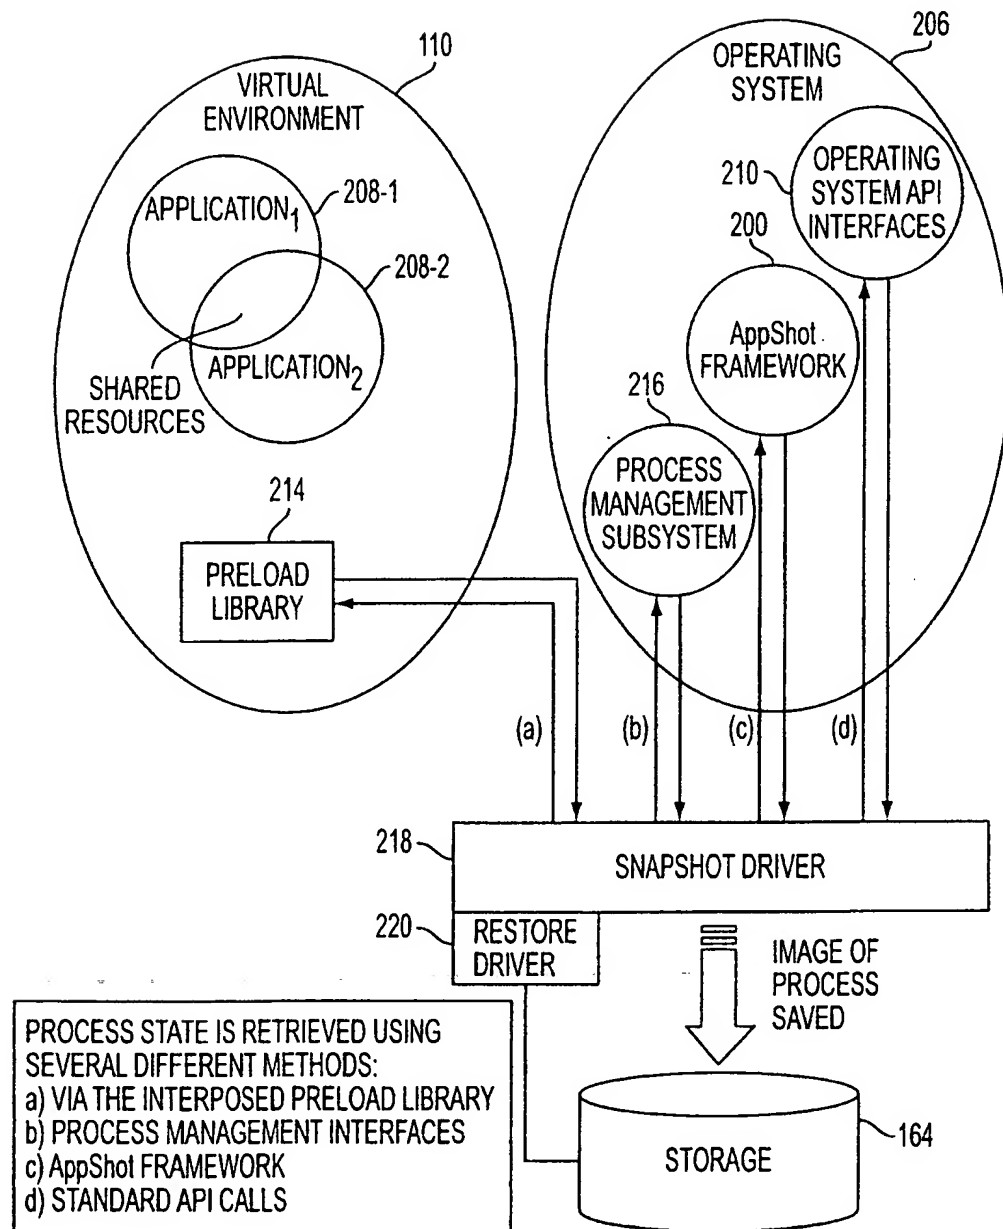 110
VIRTUAL
ENVIRONMENT
APPLICATION1
208-1
208-2
APPLICATION2
SHARED
RESOURCES
214
PRELOAD
LIBRARY
206
OPERATING
SYSTEM
210
OPERATING
SYSTEM API
INTERFACES
200
AppShot
FRAMEWORK
216
PROCESS
MANAGEMENT
SUBSYSTEM
(a)
(b)
(c)
(d)
218
SNAPSHOT DRIVER
220
RESTORE
DRIVER
IMAGE OF
PROCESS
SAVED
PROCESS STATE IS RETRIEVED USING
SEVERAL DIFFERENT METHODS:
a) VIA THE INTERPOSED PRELOAD LIBRARY
b) PROCESS MANAGEMENT INTERFACES
c) AppShot FRAMEWORK
d) STANDARD API CALLS
STORAGE
164